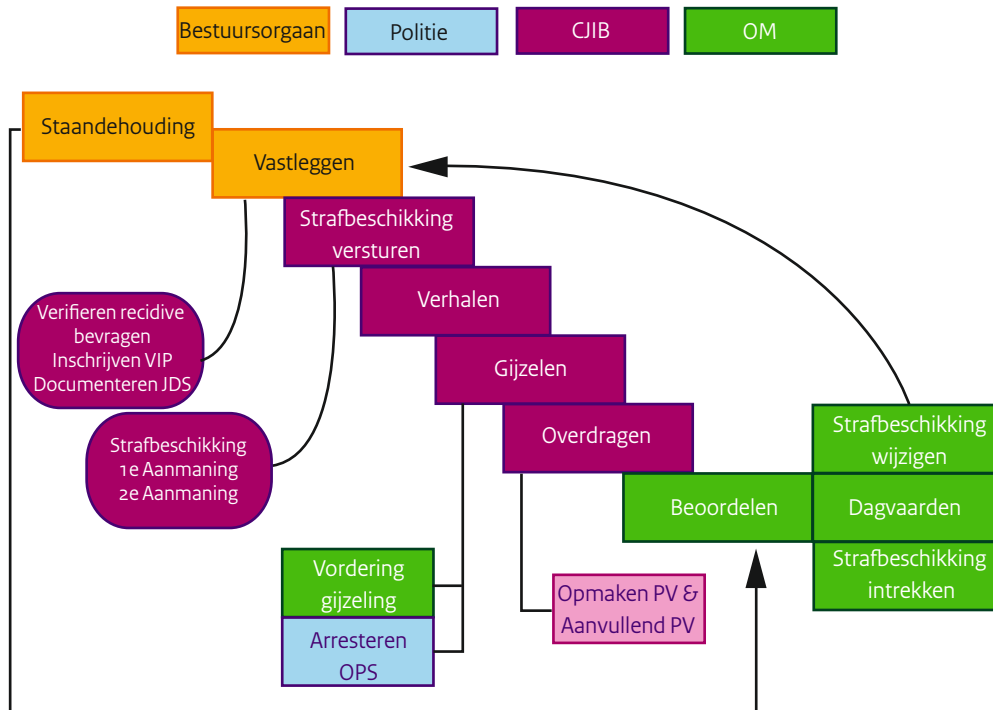 Bestuursorgaan
Politie
CJIB
OM
Staandehouding
Vastleggen
Strafbeschikking
versturen
Verhalen
Gijzelen
Overdragen
Beoordelen
Strafbeschikking
wijzigen
Dagvaarden
Strafbeschikking
intrekken
Verifieren recidive
bevragen
Inschrijven VIP
Documenteren JDS
Strafbeschikking
1e Aanmaning
2e Aanmaning
Vordering
gijzeling
Arresteren
OPS
Opmaken PV &
Aanvullend PV